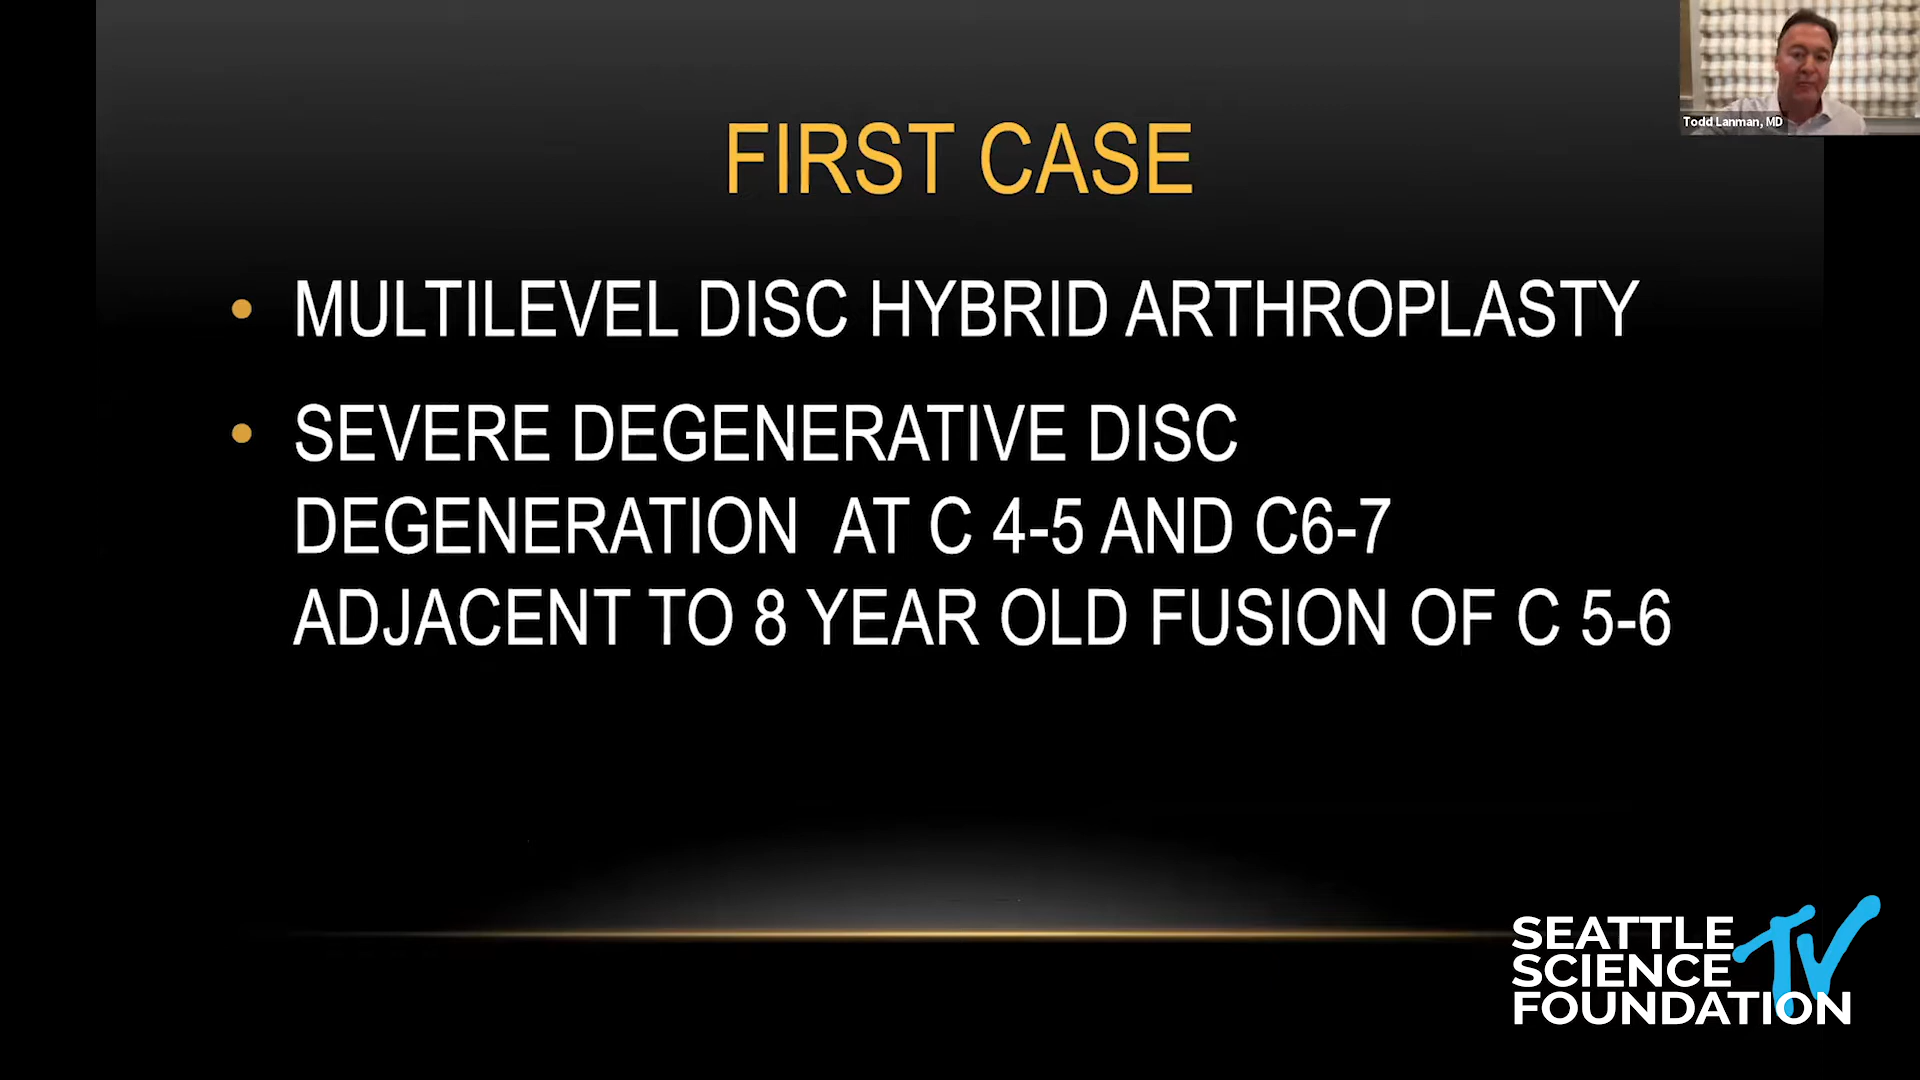 Todd Lanman, MD
FIRST CASE
• MULTILEVEL DISC HYBRID ARTHROPLASTY
• SEVERE DEGENERATIVE DISC
DEGENERATION AT C 4-5 AND C6-7
ADJACENT TO 8 YEAR OLD FUSION OF C 5-6
SEATTLE
SCIENCE
FOUNDATION
TV